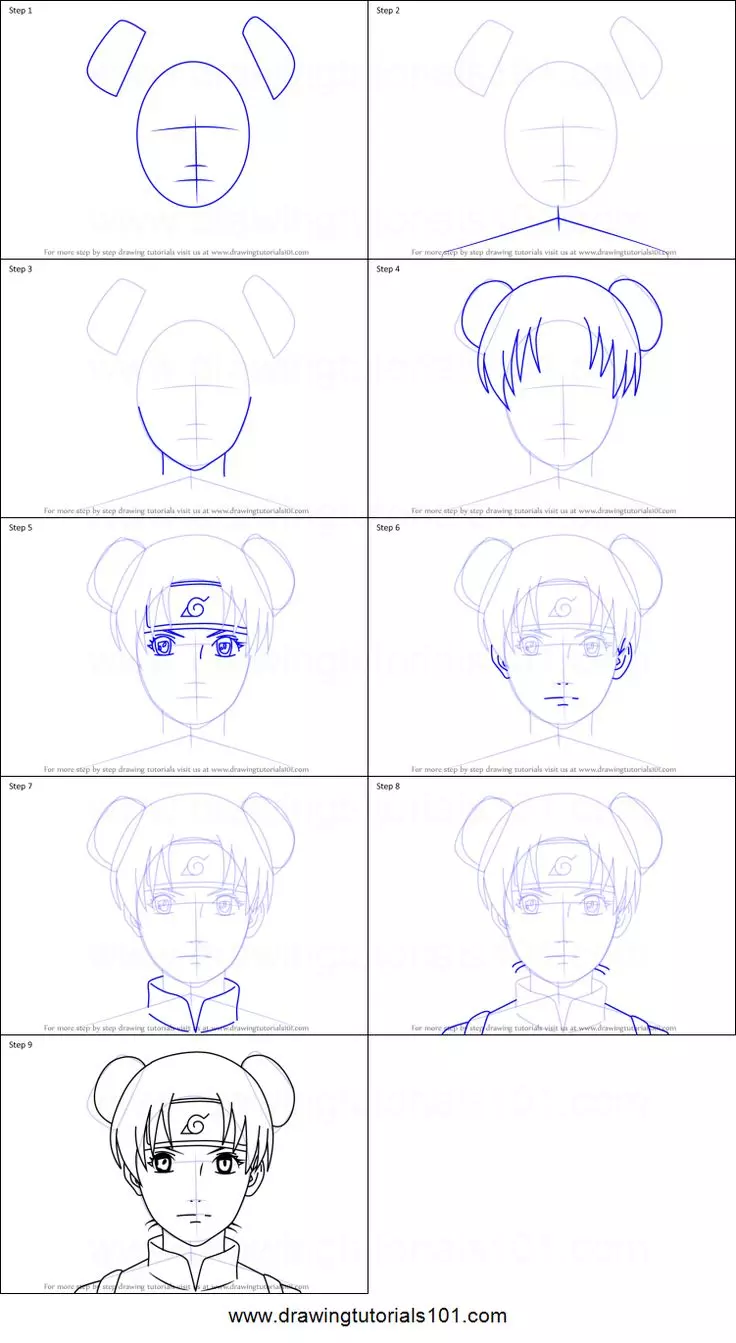 Step 1
Step 2
For more step by step drawing tutorials visit us at www.drawingtutorials101.com
For more step by step drawing tutorials visit us at www.drawingtutorials101.com
Step 3
Step 4
For more step by step drawing tutorials visit us at www.drawingtutorials101.com
For more step by step drawing tutorials visit us at www.drawingtutorials101.com
Step 5
Step 6
For more step by step drawing tutorials visit us at www.drawingtutorials101.com
For more step by step drawing tutorials visit us at www.drawingtutorials101.com
Step 7
Step 8
For more step by step drawing tutorials visit us at www.drawingtutorials101.com
For more step by step drawing tutorials visit us at www.drawingtutorials101.com
Step 9
For more step by step drawing tutorials visit us at www.drawingtutorials101.com
www.drawingtutorials101.com